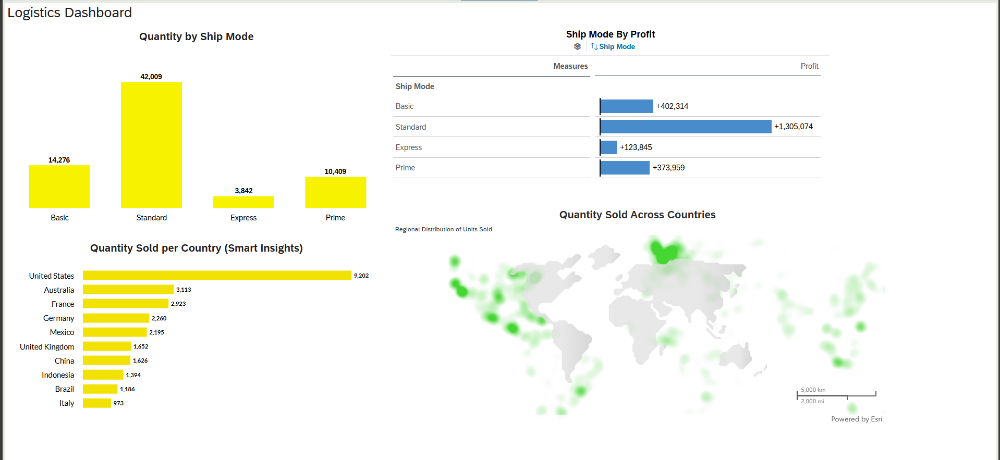 Logistics Dashboard
Quantity by Ship Mode
42,009
14,276
10,409
3,842
Basic
Standard
Express
Prime
Ship Mode By Profit
Ship Mode
Measures
Profit
Ship Mode
Basic +402,314
Standard +1,305,074
Express +123,845
Prime +373,959
Quantity Sold per Country (Smart Insights)
United States 9,202
Australia 3,113
France 2,923
Germany 2,260
Mexico 2,195
United Kingdom 1,652
China 1,626
Indonesia 1,394
Brazil 1,186
Italy 973
Quantity Sold Across Countries
Regional Distribution of Units Sold
5,000 km
2,000 mi
Powered by Esri